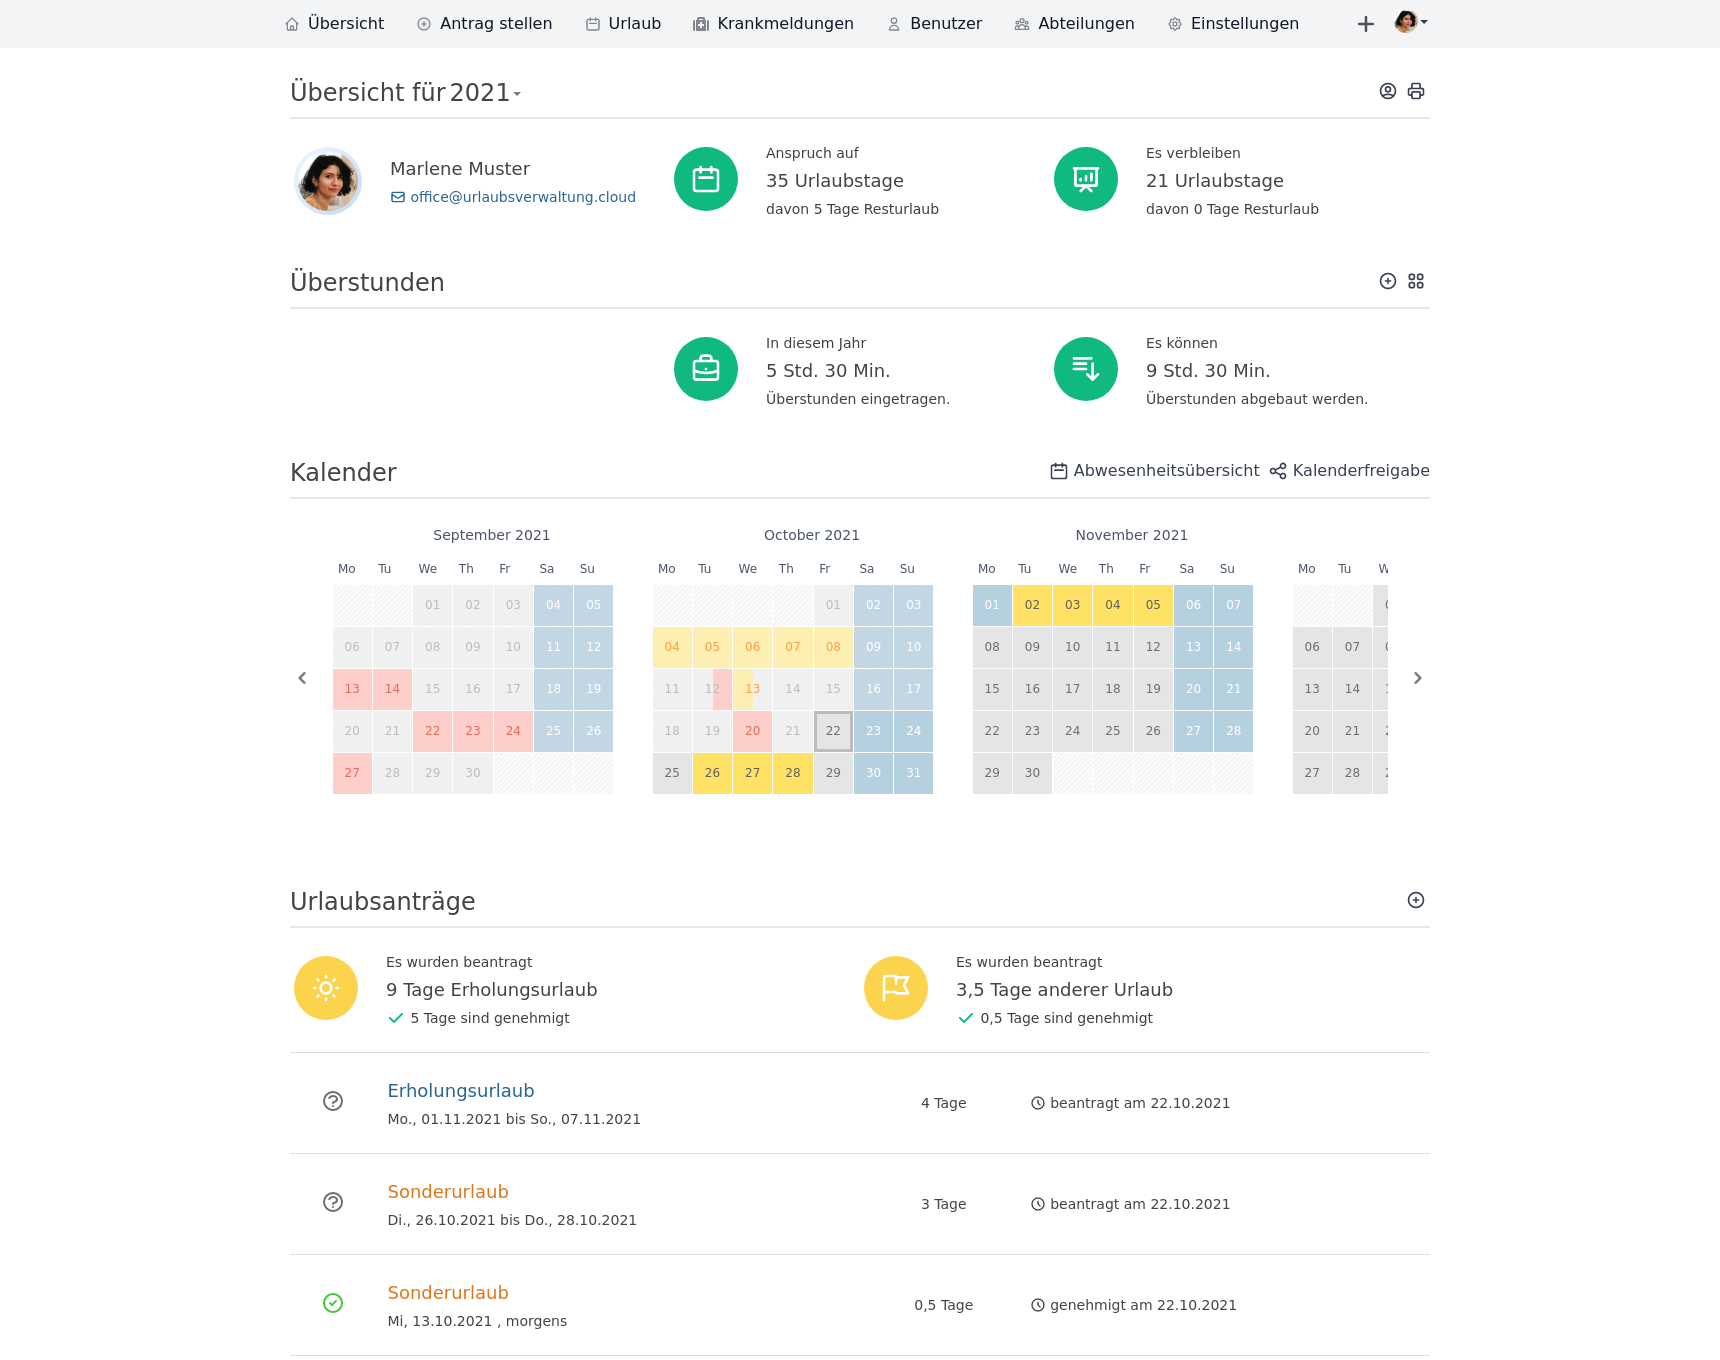 Übersicht Antrag stellen Urlaub Krankmeldungen Benutzer Abteilungen Einstellungen
Übersicht für 2021
Marlene Muster
office@urlaubsverwaltung.cloud
Anspruch auf
35 Urlaubstage
davon 5 Tage Resturlaub
Es verbleiben
21 Urlaubstage
davon 0 Tage Resturlaub
Überstunden
In diesem Jahr
5 Std. 30 Min.
Überstunden eingetragen.
Es können
9 Std. 30 Min.
Überstunden abgebaut werden.
Kalender
Abwesenheitsübersicht Kalenderfreigabe
September 2021
Mo Tu We Th Fr Sa Su
01 02 03 04 05
06 07 08 09 10 11 12
13 14 15 16 17 18 19
20 21 22 23 24 25 26
27 28 29 30
October 2021
Mo Tu We Th Fr Sa Su
01 02 03
04 05 06 07 08 09 10
11 12 13 14 15 16 17
18 19 20 21 22 23 24
25 26 27 28 29 30 31
November 2021
Mo Tu We Th Fr Sa Su
01 02 03 04 05 06 07
08 09 10 11 12 13 14
15 16 17 18 19 20 21
22 23 24 25 26 27 28
29 30
Mo Tu
06 07
13 14
20 21
27 28
Urlaubsanträge
Es wurden beantragt
9 Tage Erholungsurlaub
5 Tage sind genehmigt
Es wurden beantragt
3,5 Tage anderer Urlaub
0,5 Tage sind genehmigt
Erholungsurlaub
Mo., 01.11.2021 bis So., 07.11.2021
4 Tage
beantragt am 22.10.2021
Sonderurlaub
Di., 26.10.2021 bis Do., 28.10.2021
3 Tage
beantragt am 22.10.2021
Sonderurlaub
Mi, 13.10.2021 , morgens
0,5 Tage
genehmigt am 22.10.2021